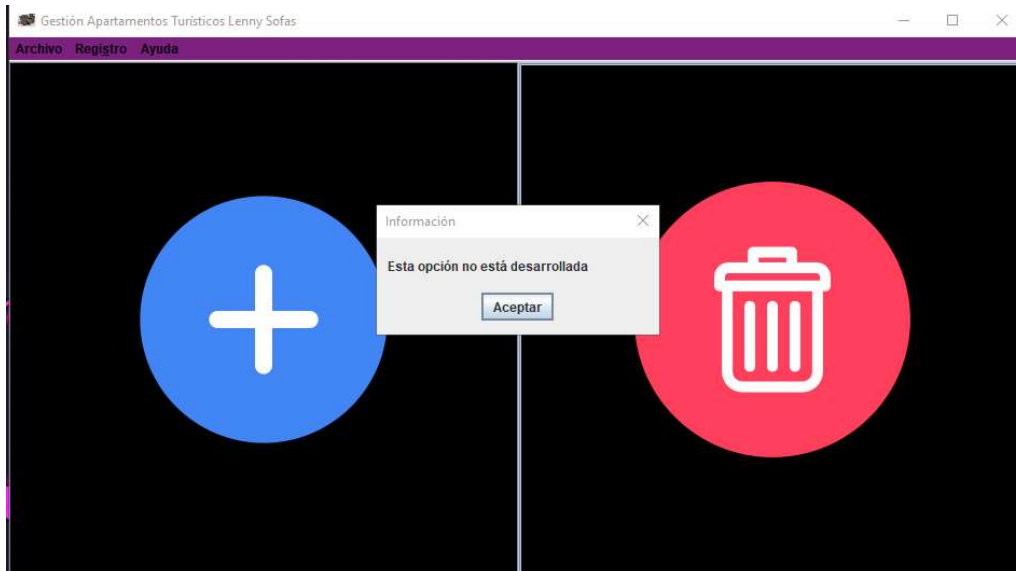 Gestión Apartamentos Turísticos Lenny Sofas
Archivo Registro Ayuda
Información
Esta opción no está desarrollada
Aceptar